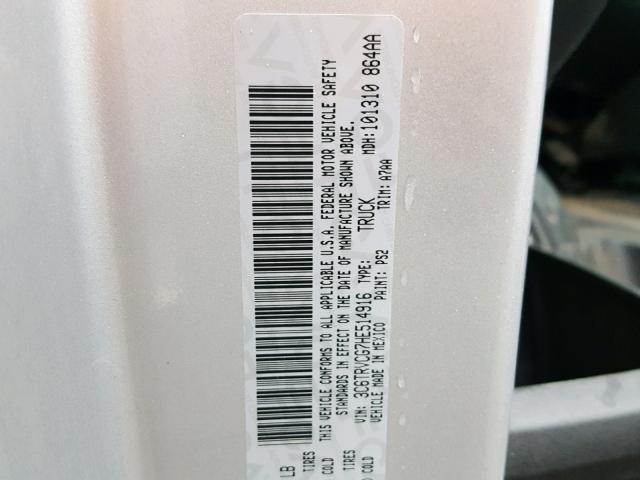 LB
TIRES
COLD
THIS VEHICLE CONFORMS TO ALL APPLICABLE U.S.A. FEDERAL MOTOR VEHICLE SAFETY
STANDARDS IN EFFECT ON THE DATE OF MANUFACTURE SHOWN ABOVE.
TIRES
COLD
VIN: 3C6TRVCG7HE514916 TYPE: TRUCK MDH: 101310 864AA
VEHICLE MADE IN MEXICO PAINT: PS2 TRIM: A7AA